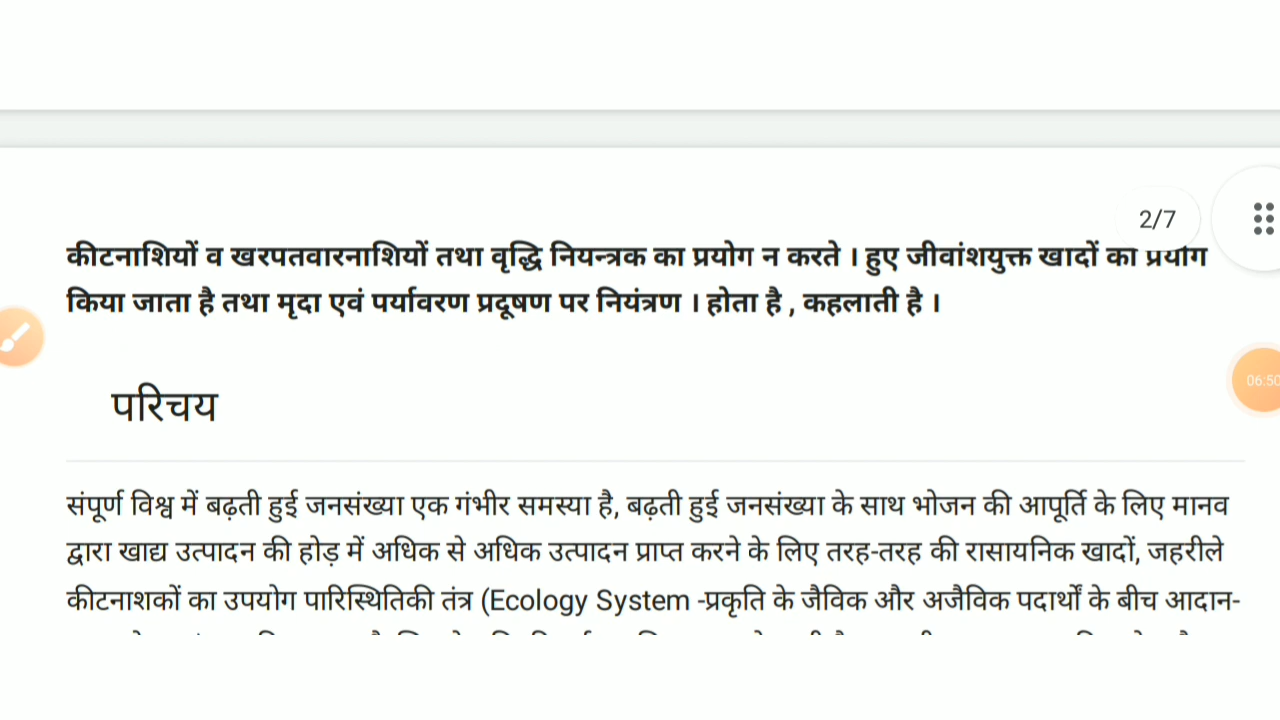 2/7
कीटनाशियों व खरपतवारनाशियों तथा वृद्धि नियन्त्रक का प्रयोग न करते । हुए जीवांशयुक्त खादों का प्रयोग
किया जाता है तथा मृदा एवं पर्यावरण प्रदूषण पर नियंत्रण । होता है , कहलाती है ।
06:50
परिचय
संपूर्ण विश्व में बढ़ती हुई जनसंख्या एक गंभीर समस्या है, बढ़ती हुई जनसंख्या के साथ भोजन की आपूर्ति के लिए मानव
द्वारा खाद्य उत्पादन की होड़ में अधिक से अधिक उत्पादन प्राप्त करने के लिए तरह-तरह की रासायनिक खादों, जहरीले
कीटनाशकों का उपयोग पारिस्थितिकी तंत्र (Ecology System -प्रकृति के जैविक और अजैविक पदार्थों के बीच आदान-